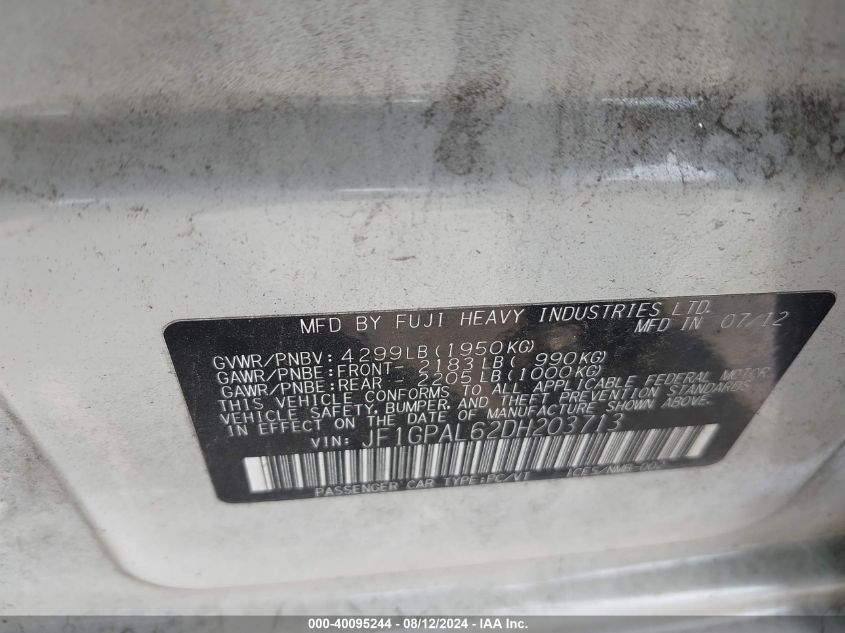 MFD BY FUJI HEAVY INDUSTRIES LTD.
MFD IN 07/12
GVWR/PNBV: 4299LB(1950KG)
GAWR/PNBE:FRONT- 2183LB( 990KG)
GAWR/PNBE:REAR - 2205LB(1000KG)
THIS VEHICLE CONFORMS TO ALL APPLICABLE FEDERAL MOTOR
VEHICLE SAFETY, BUMPER, AND THEFT PREVENTION STANDARDS
IN EFFECT ON THE DATE OF MANUFACTURE SHOWN ABOVE.
VIN: JF1GPAL62DH203713
PASSENGER CAR TYPE:PC/VT
000-40095244 - 08/12/2024 - IAAI.COM